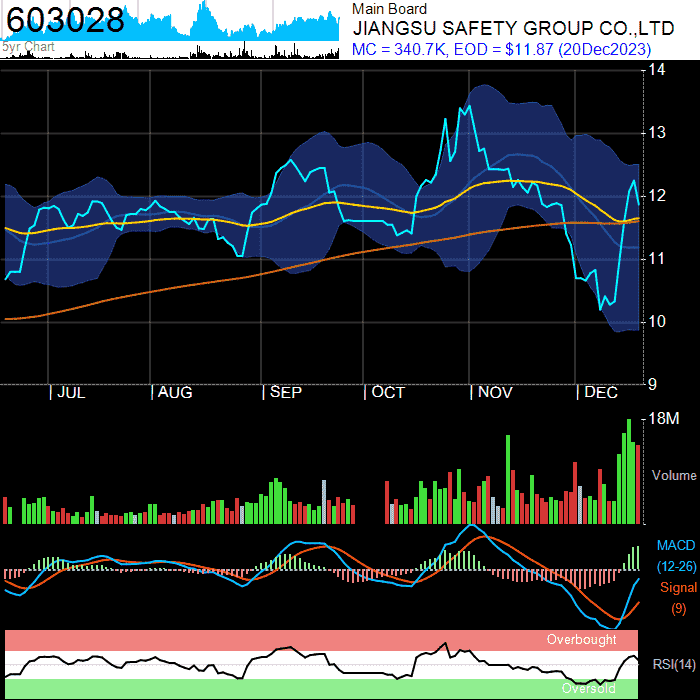 603028
5yr Chart
Main Board
JIANGSU SAFETY GROUP CO.,LTD
MC = 340.7K, EOD = $11.87 (20Dec2023)
14
13
12
11
10
9
JUL
AUG
SEP
OCT
NOV
DEC
18M
Volume
MACD
(12-26)
Signal
(9)
Overbought
RSI(14)
Oversold